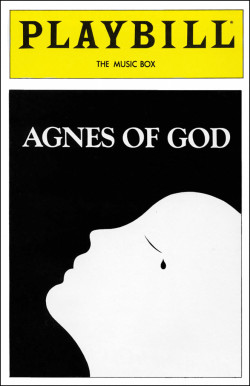 PLAYBILL
THE MUSIC BOX
AGNES OF GOD